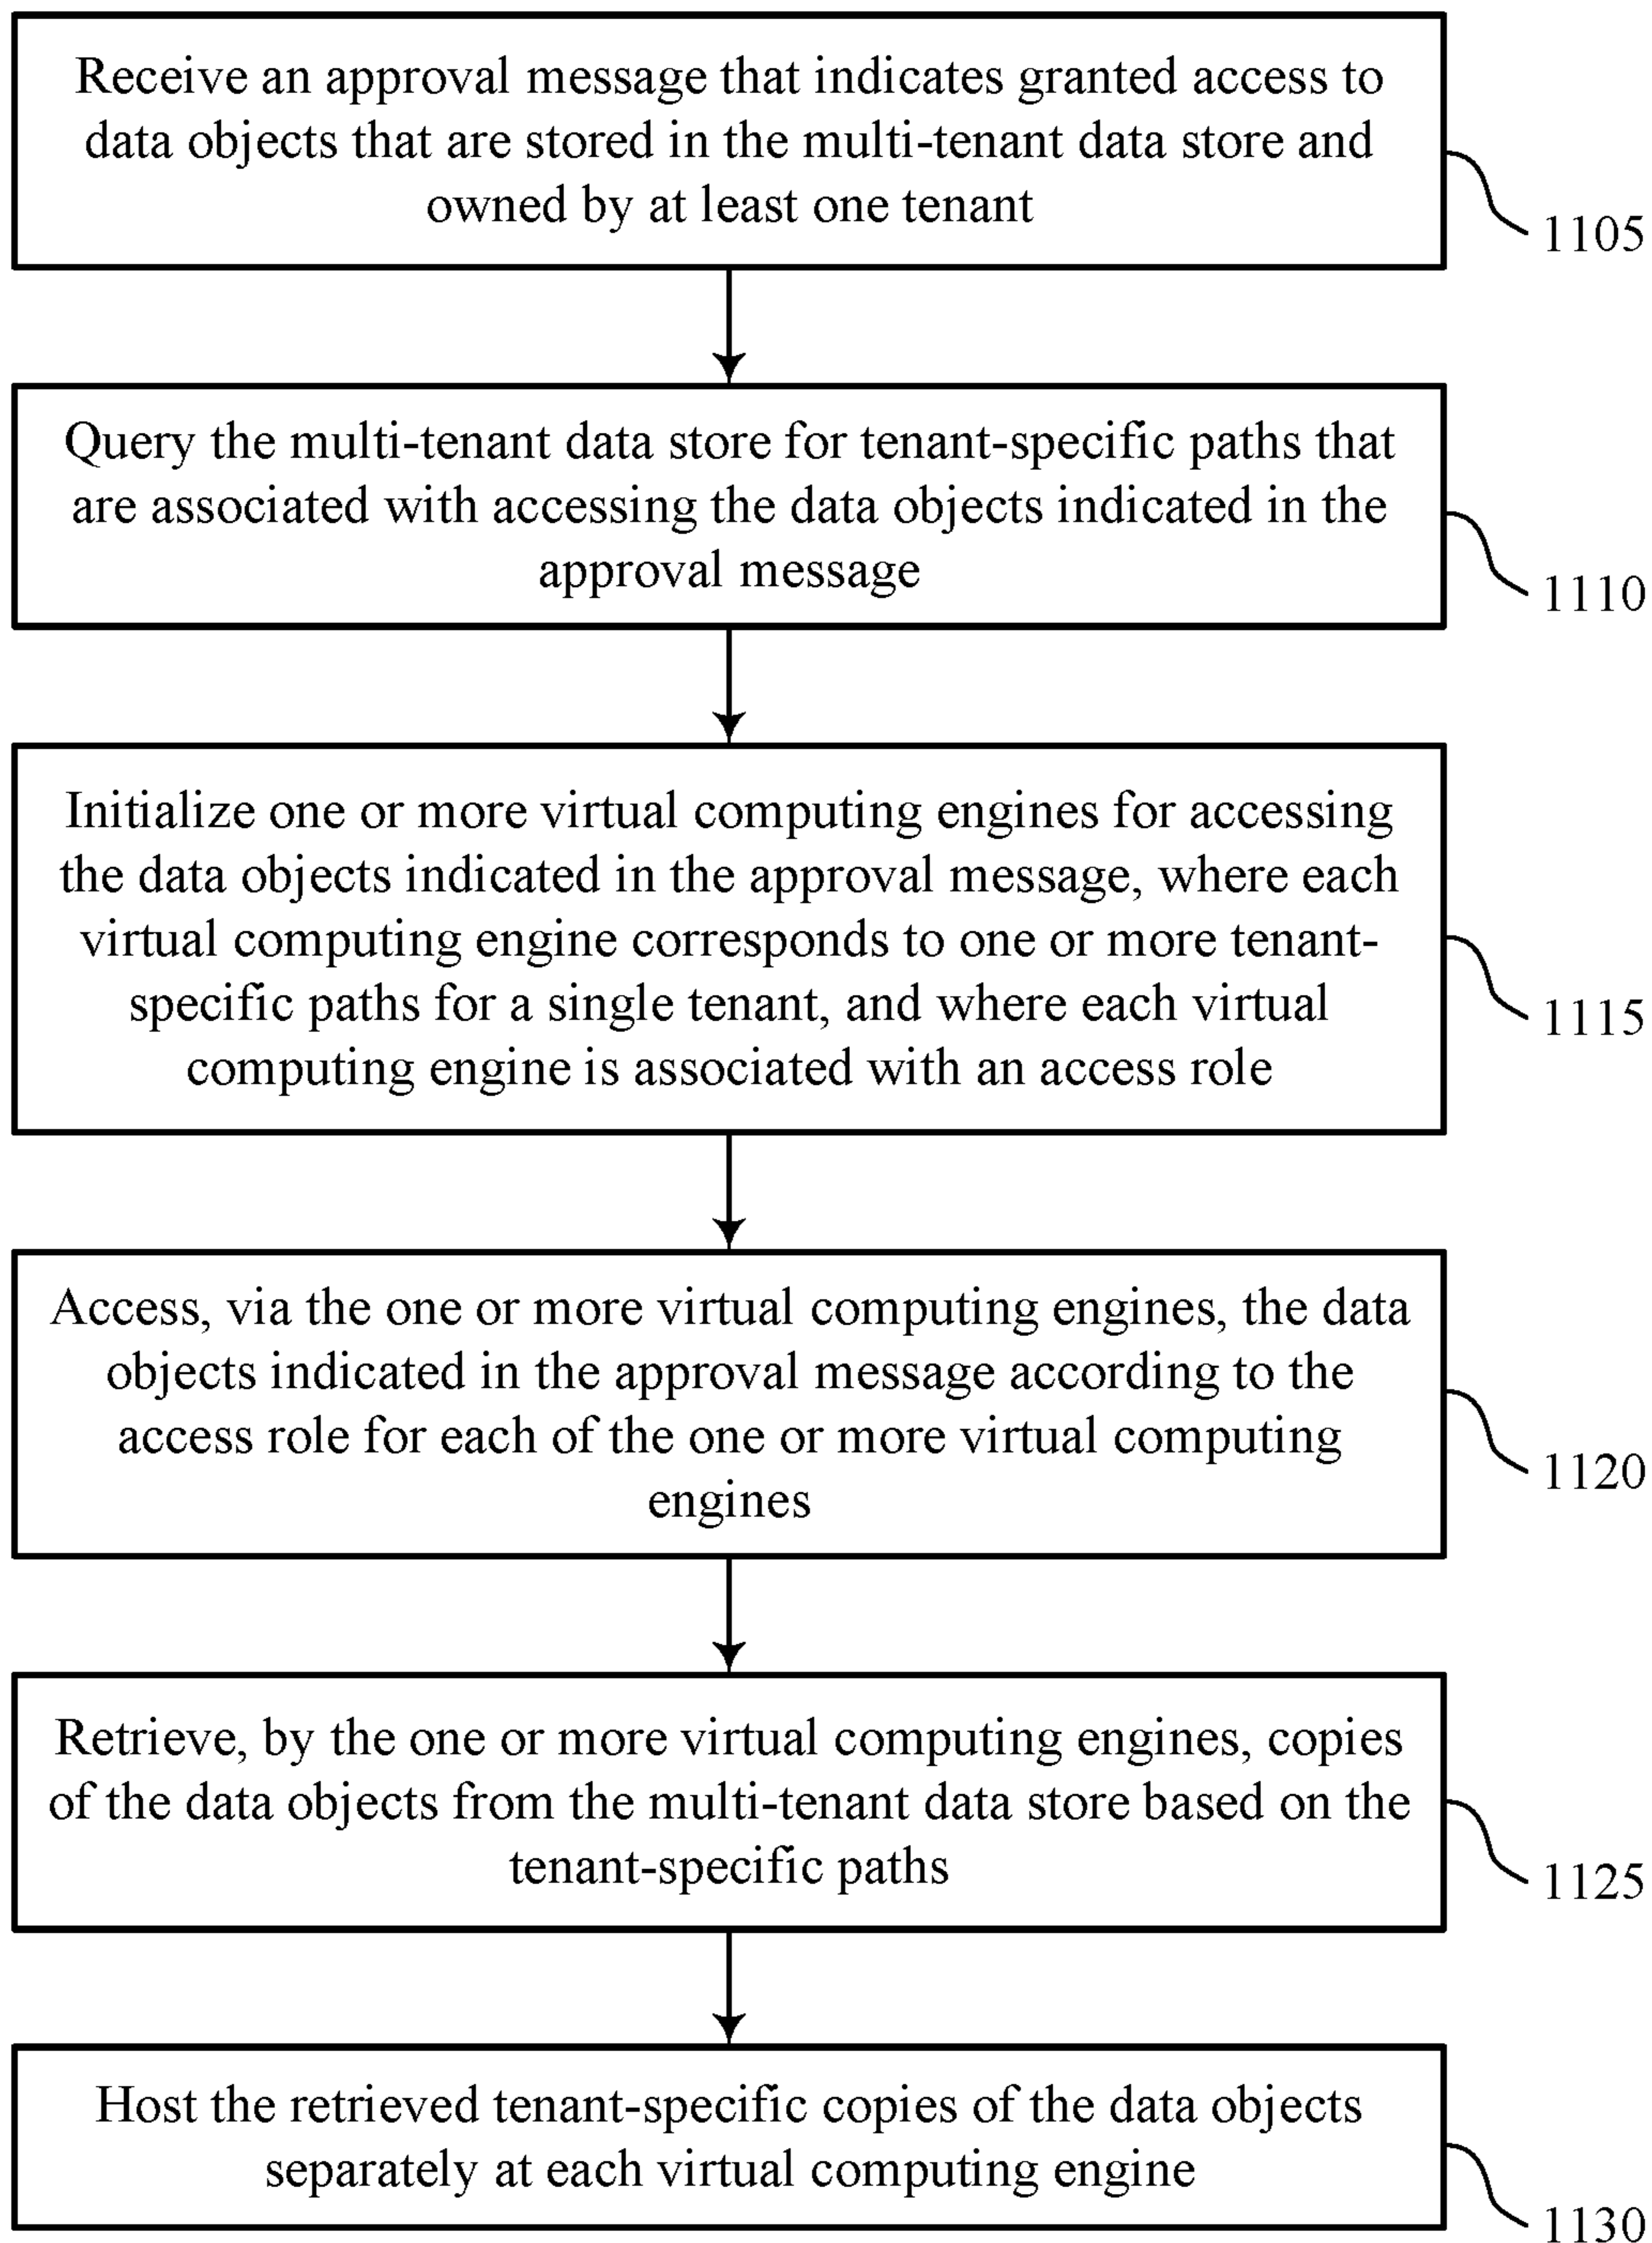 Receive an approval message that indicates granted access to
data objects that are stored in the multi-tenant data store and
owned by at least one tenant
1105
Query the multi-tenant data store for tenant-specific paths that
are associated with accessing the data objects indicated in the
approval message
1110
Initialize one or more virtual computing engines for accessing
the data objects indicated in the approval message, where each
virtual computing engine corresponds to one or more tenant-
specific paths for a single tenant, and where each virtual
computing engine is associated with an access role
1115
Access, via the one or more virtual computing engines, the data
objects indicated in the approval message according to the
access role for each of the one or more virtual computing
engines
1120
Retrieve, by the one or more virtual computing engines, copies
of the data objects from the multi-tenant data store based on the
tenant-specific paths
1125
Host the retrieved tenant-specific copies of the data objects
separately at each virtual computing engine
1130